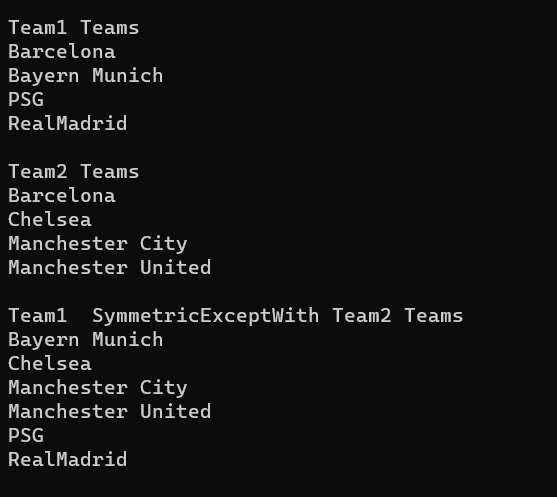 Team1 Teams
Barcelona
Bayern Munich
PSG
RealMadrid

Team2 Teams
Barcelona
Chelsea
Manchester City
Manchester United

Team1  SymmetricExceptWith Team2 Teams
Bayern Munich
Chelsea
Manchester City
Manchester United
PSG
RealMadrid